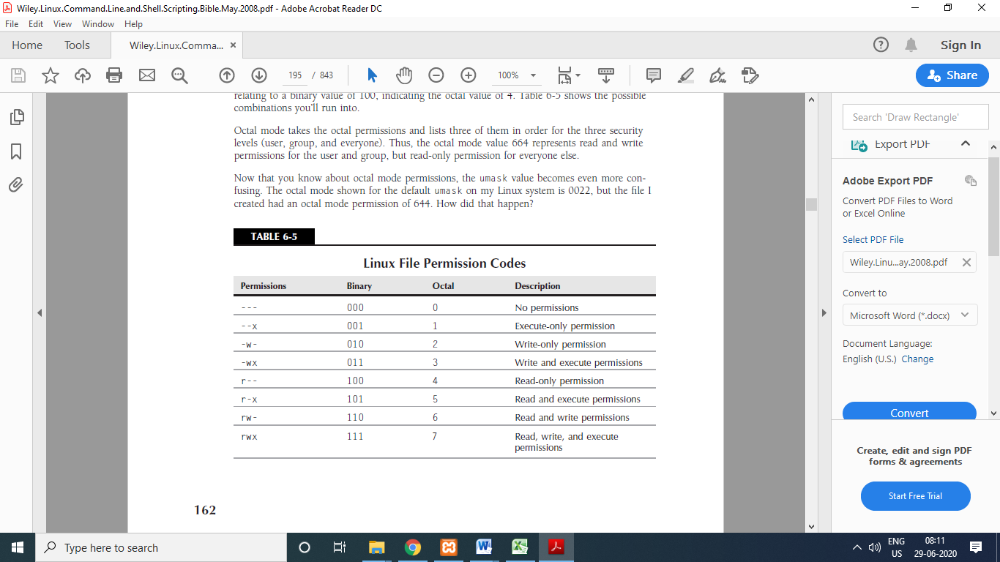 Wiley.Linux.Command.Line.and.Shell.Scripting.Bible.May.2008.pdf - Adobe Acrobat Reader DC
File Edit View Window Help
Home Tools Wiley.Linux.Comma... × Sign In
195 / 843 100% Share
relating to a binary value of 100, indicating the octal value of 4. Table 6-5 shows the possible
combinations you'll run into.
Octal mode takes the octal permissions and lists three of them in order for the three security
levels (user, group, and everyone). Thus, the octal mode value 664 represents read and write
permissions for the user and group, but read-only permission for everyone else.
Now that you know about octal mode permissions, the umask value becomes even more con-
fusing. The octal mode shown for the default umask on my Linux system is 0022, but the file I
created had an octal mode permission of 644. How did that happen?
TABLE 6-5
Linux File Permission Codes
Permissions Binary Octal Description
--- 000 0 No permissions
--x 001 1 Execute-only permission
-w- 010 2 Write-only permission
-wx 011 3 Write and execute permissions
r-- 100 4 Read-only permission
r-x 101 5 Read and execute permissions
rw- 110 6 Read and write permissions
rwx 111 7 Read, write, and execute
permissions
162
Search 'Draw Rectangle'
Export PDF
Adobe Export PDF
Convert PDF Files to Word
or Excel Online
Select PDF File
Wiley.Linu...ay.2008.pdf
Convert to
Microsoft Word (*.docx)
Document Language:
English (U.S.) Change
Convert
Create, edit and sign PDF
forms & agreements
Start Free Trial
Type here to search
ENG
US
08:11
29-06-2020